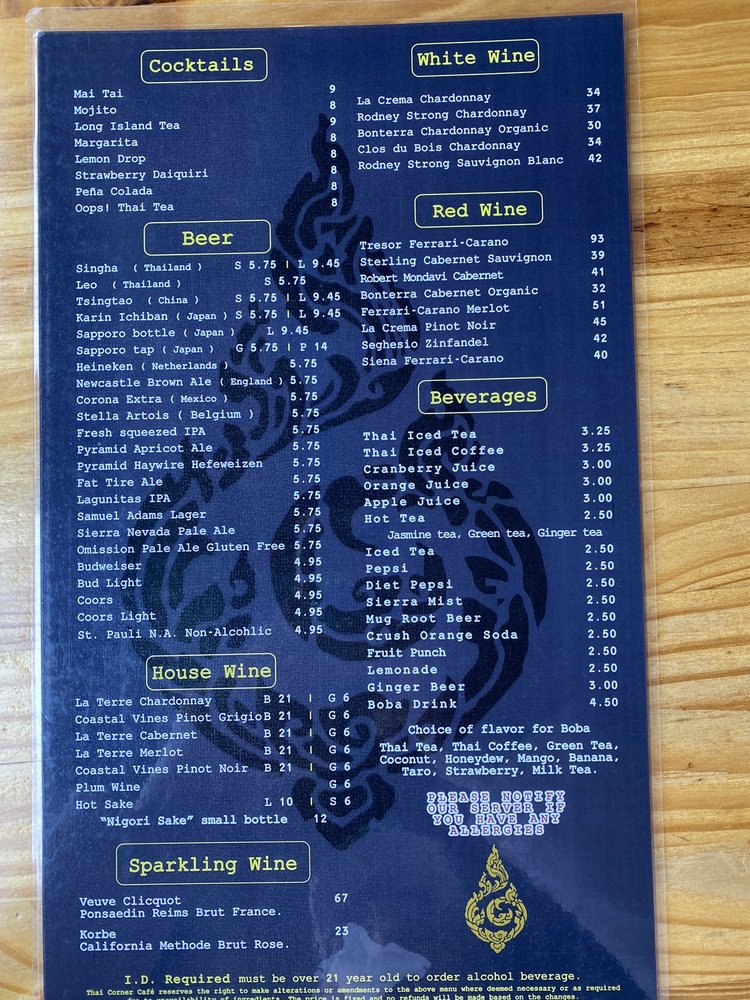 Cocktails
Mai Tai 9
Mojito 8
Long Island Tea 9
Margarita 8
Lemon Drop 8
Strawberry Daiquiri 8
Peña Colada 8
Oops! Thai Tea 8
Beer
Singha ( Thailand ) S 5.75 | L 9.45
Leo ( Thailand ) S 5.75
Tsingtao ( China ) S 5.75 | L 9.45
Karin Ichiban ( Japan ) S 5.75 | L 9.45
Sapporo bottle ( Japan ) L 9.45
Sapporo tap ( Japan ) G 5.75 | P 14
Heineken ( Netherlands ) 5.75
Newcastle Brown Ale ( England ) 5.75
Corona Extra ( Mexico ) 5.75
Stella Artois ( Belgium ) 5.75
Fresh squeezed IPA 5.75
Pyramid Apricot Ale 5.75
Pyramid Haywire Hefeweizen 5.75
Fat Tire Ale 5.75
Lagunitas IPA 5.75
Samuel Adams Lager 5.75
Sierra Nevada Pale Ale 5.75
Omission Pale Ale Gluten Free 5.75
Budweiser 4.95
Bud Light 4.95
Coors 4.95
Coors Light 4.95
St. Pauli N.A. Non-Alcohlic 4.95
House Wine
La Terre Chardonnay B 21 | G 6
Coastal Vines Pinot Grigio B 21 | G 6
La Terre Cabernet B 21 | G 6
La Terre Merlot B 21 | G 6
Coastal Vines Pinot Noir B 21 | G 6
Plum Wine G 6
Hot Sake L 10 | S 6
"Nigori Sake" small bottle 12
Sparkling Wine
Veuve Clicquot 67
Ponsaedin Reims Brut France.
Korbe 23
California Methode Brut Rose.
White Wine
La Crema Chardonnay 34
Rodney Strong Chardonnay 37
Bonterra Chardonnay Organic 30
Clos du Bois Chardonnay 34
Rodney Strong Sauvignon Blanc 42
Red Wine
Tresor Ferrari-Carano 93
Sterling Cabernet Sauvignon 39
Robert Mondavi Cabernet 41
Bonterra Cabernet Organic 32
Ferrari-Carano Merlot 51
La Crema Pinot Noir 45
Seghesio Zinfandel 42
Siena Ferrari-Carano 40
Beverages
Thai Iced Tea 3.25
Thai Iced Coffee 3.25
Cranberry Juice 3.00
Orange Juice 3.00
Apple Juice 3.00
Hot Tea 2.50
Jasmine tea, Green tea, Ginger tea
Iced Tea 2.50
Pepsi 2.50
Diet Pepsi 2.50
Sierra Mist 2.50
Mug Root Beer 2.50
Crush Orange Soda 2.50
Fruit Punch 2.50
Lemonade 2.50
Ginger Beer 3.00
Boba Drink 4.50
Choice of flavor for Boba
Thai Tea, Thai Coffee, Green Tea,
Coconut, Honeydew, Mango, Banana,
Taro, Strawberry, Milk Tea.
PLEASE NOTIFY
OUR SERVER IF
YOU HAVE ANY
ALLERGIES
I.D. Required must be over 21 year old to order alcohol beverage.
Thai Corner Café reserves the right to make alterations or amendments to the above menu where deemed necessary or as required
due to unavailability of ingredients. The price is fixed and no refunds will be made based on the changes.